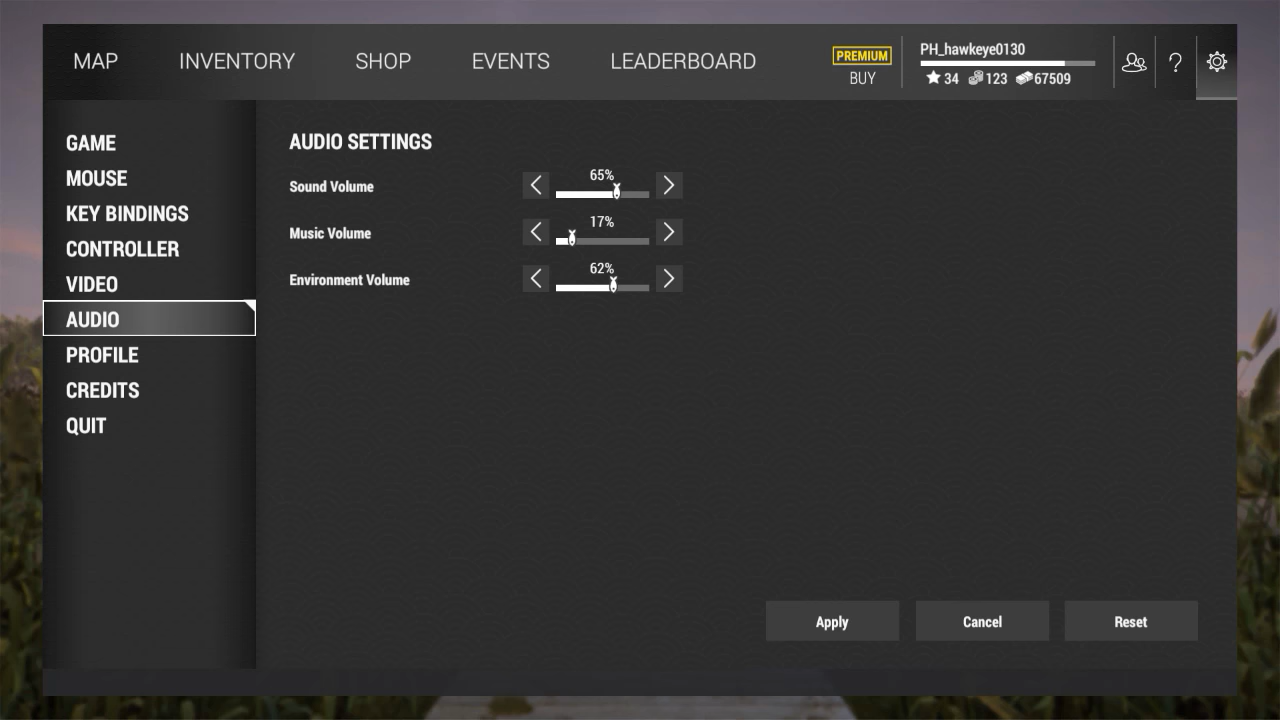 MAP INVENTORY SHOP EVENTS LEADERBOARD
PREMIUM
BUY
PH_hawkeye0130
34 123 67509
?
GAME
MOUSE
KEY BINDINGS
CONTROLLER
VIDEO
AUDIO
PROFILE
CREDITS
QUIT
AUDIO SETTINGS
Sound Volume 65%
Music Volume 17%
Environment Volume 62%
Apply Cancel Reset